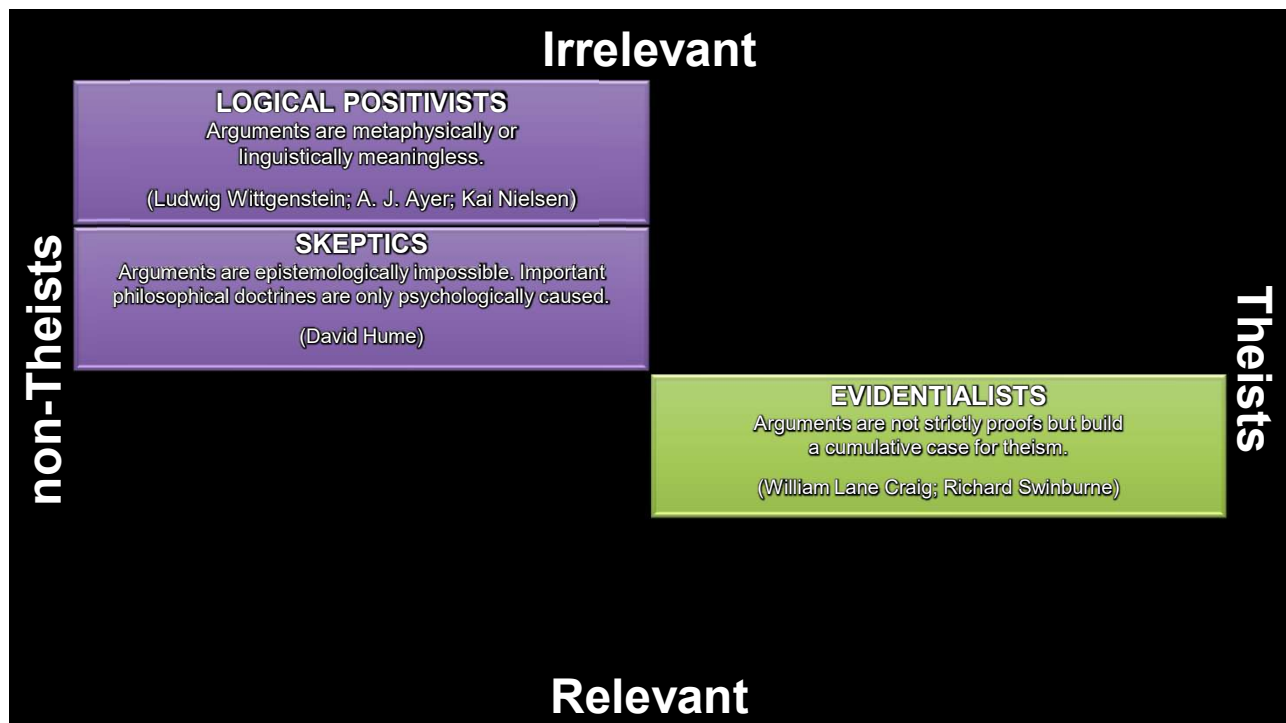 Irrelevant
LOGICAL POSITIVISTS
Arguments are metaphysically or
linguistically meaningless.
(Ludwig Wittgenstein; A. J. Ayer; Kai Nielsen)
SKEPTICS
Arguments are epistemologically impossible. Important
philosophical doctrines are only psychologically caused.
(David Hume)
non-Theists
Theists
EVIDENTIALISTS
Arguments are not strictly proofs but build
a cumulative case for theism.
(William Lane Craig; Richard Swinburne)
Relevant